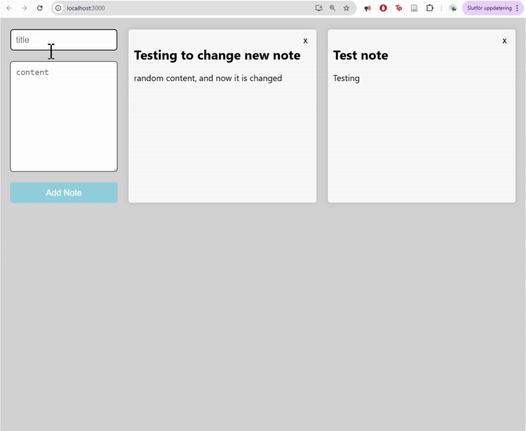 localhost:3000
Slutför uppdatering
title
content
Add Note
x
Testing to change new note
random content, and now it is changed
x
Test note
Testing